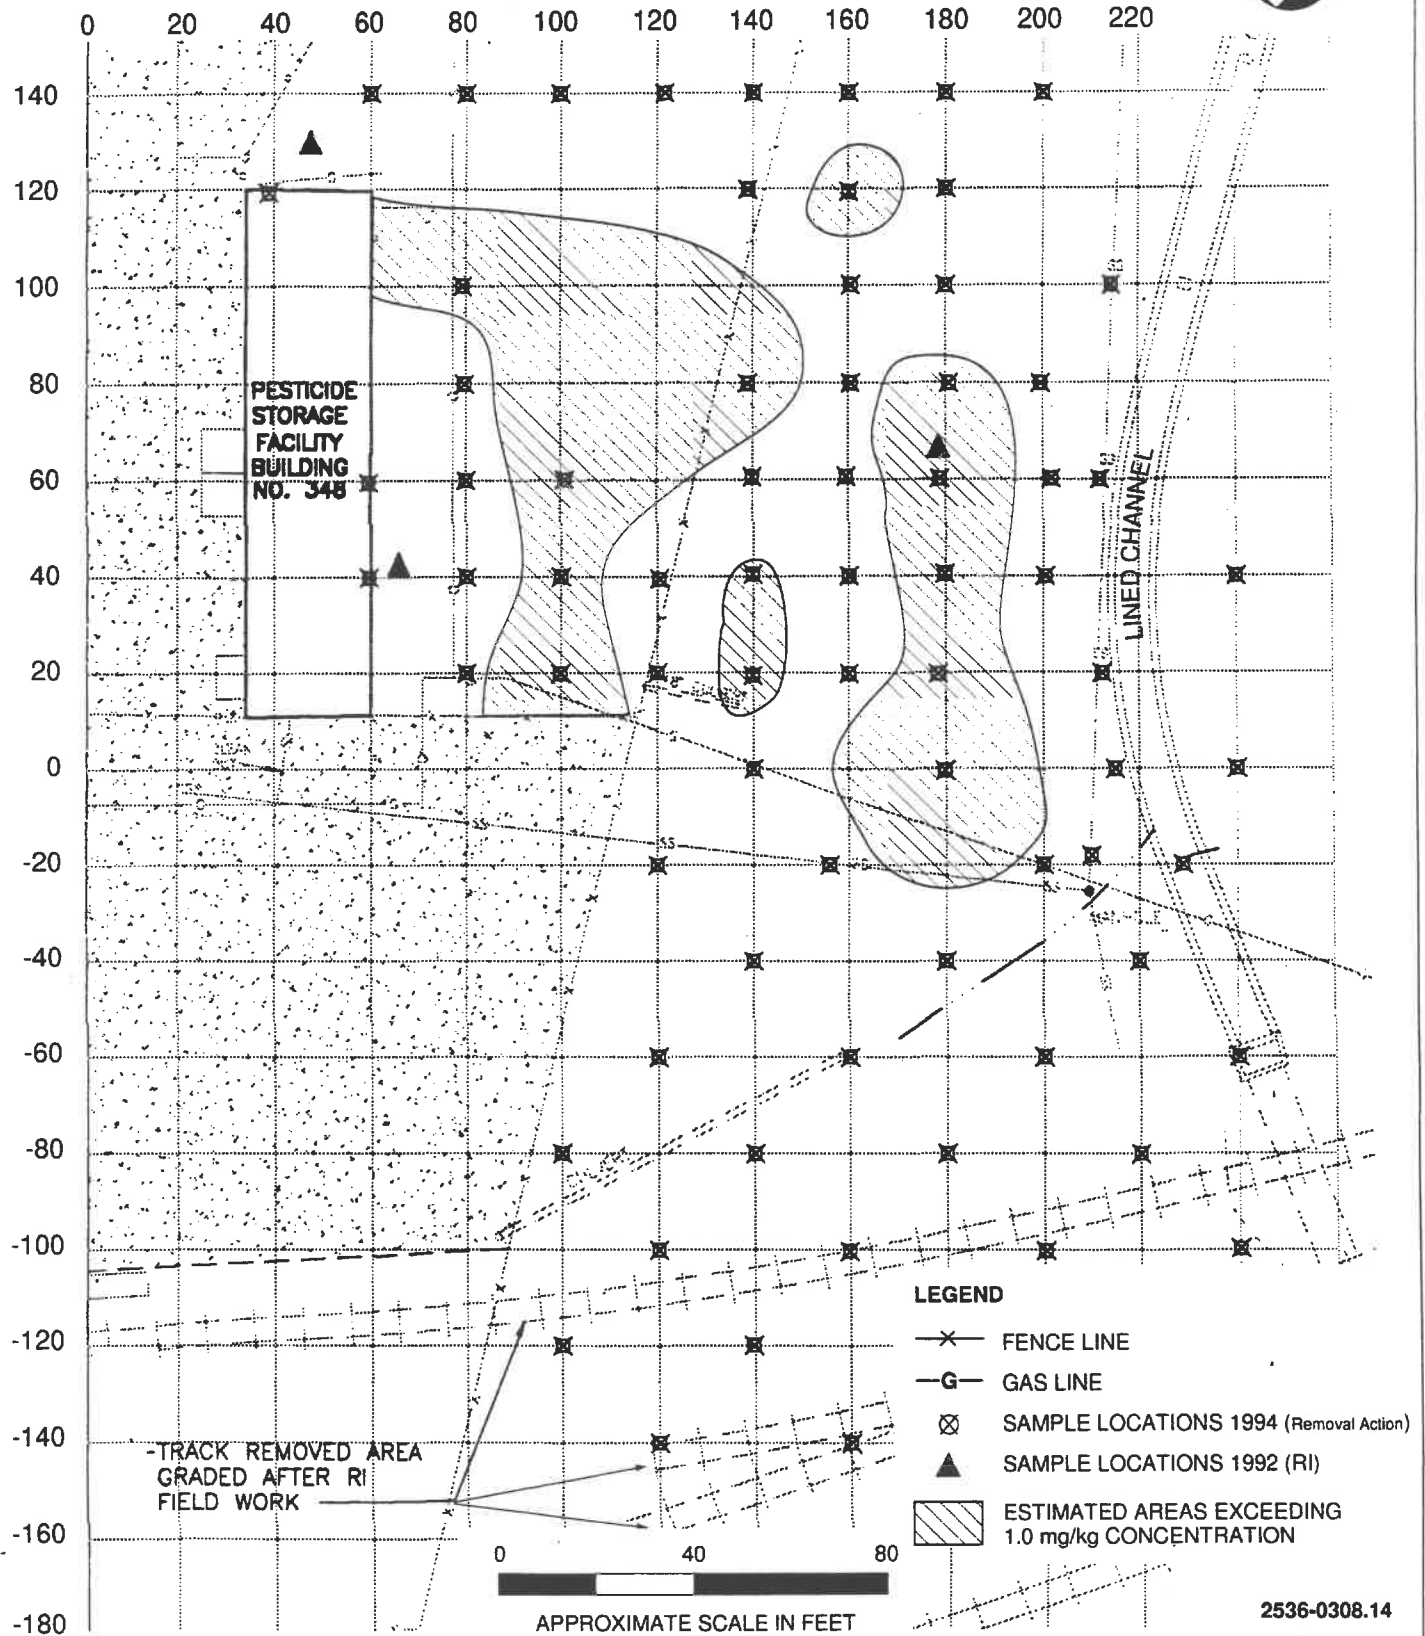 0 20 40 60 80 100 120 140 160 180 200 220
140
120
100
80
60
40
20
0
-20
-40
-60
-80
-100
-120
-140
-160
-180
PESTICIDE
STORAGE
FACILITY
BUILDING
NO. 348
LINED CHANNEL
-TRACK REMOVED AREA
GRADED AFTER RI
FIELD WORK
LEGEND
FENCE LINE
G GAS LINE
SAMPLE LOCATIONS 1994 (Removal Action)
SAMPLE LOCATIONS 1992 (RI)
ESTIMATED AREAS EXCEEDING
1.0 mg/kg CONCENTRATION
0 40 80
APPROXIMATE SCALE IN FEET
2536-0308.14